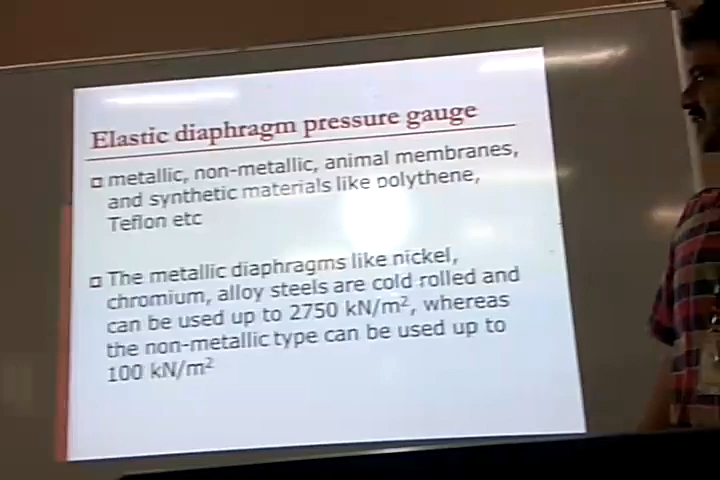 Elastic diaphragm pressure gauge
metallic, non-metallic, animal membranes,
and synthetic materials like polythene,
Teflon etc
The metallic diaphragms like nickel,
chromium, alloy steels are cold rolled and
can be used up to 2750 kN/m², whereas
the non-metallic type can be used up to
100 kN/m²